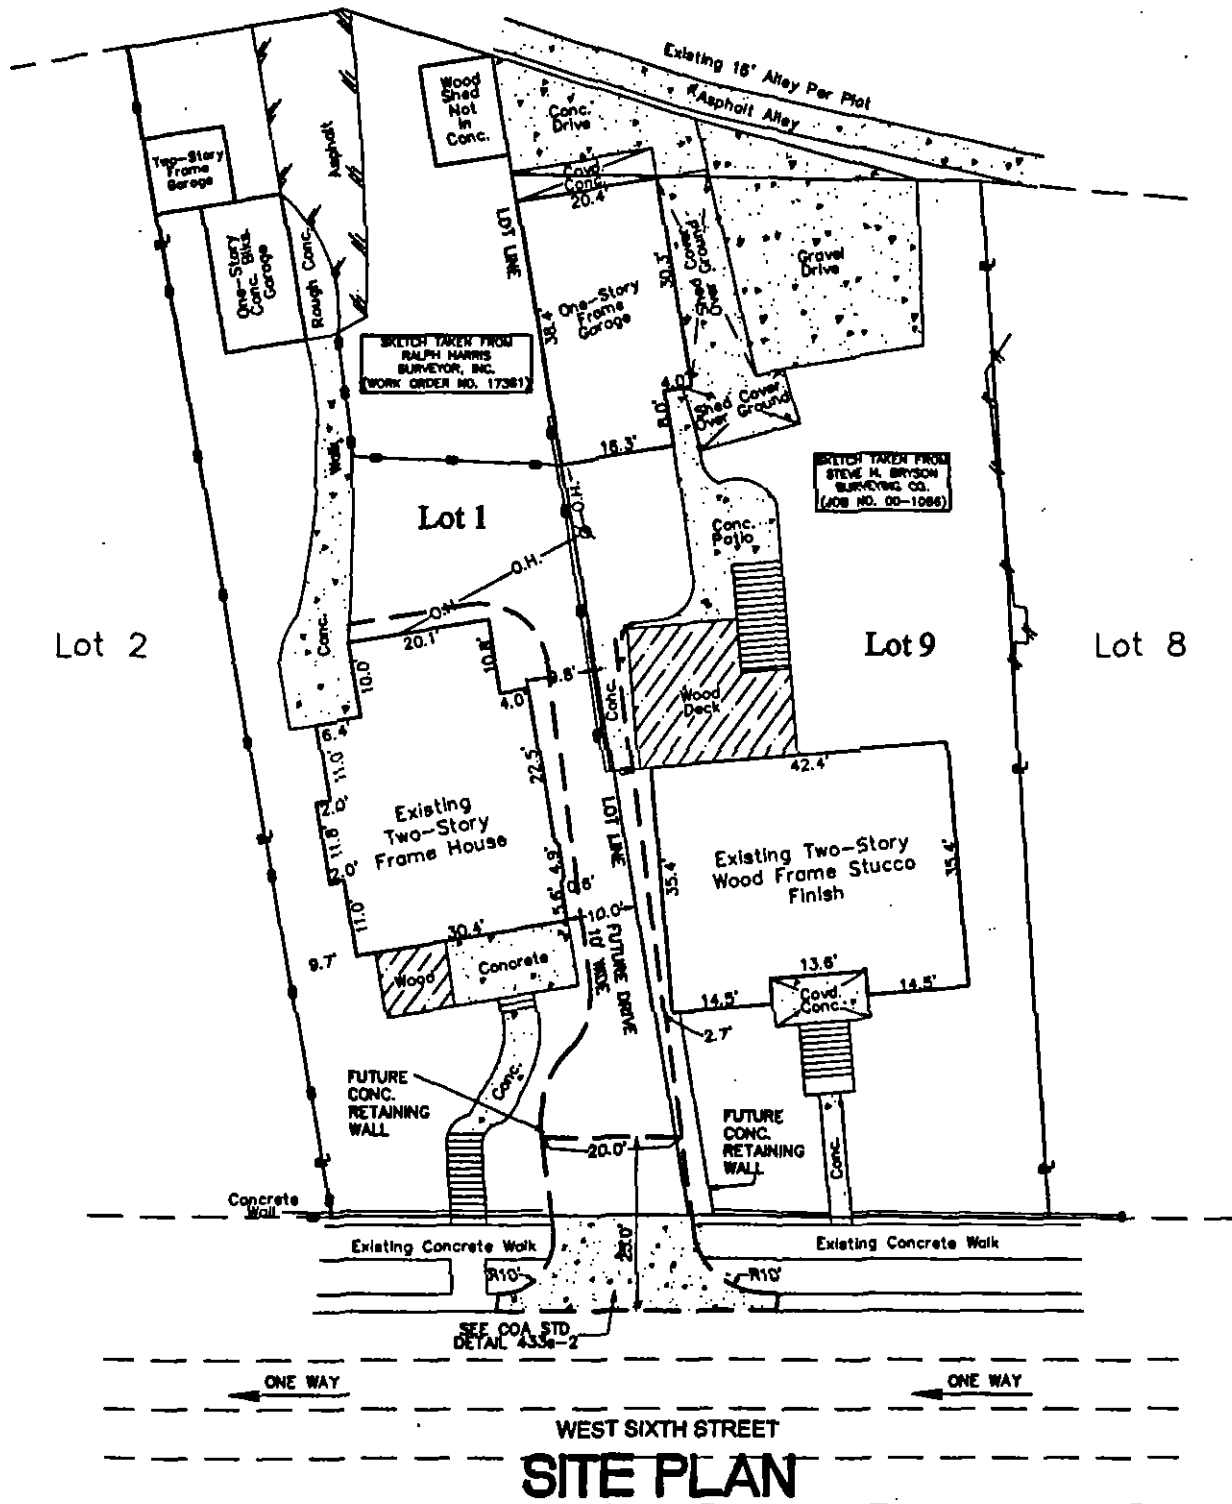 Existing 16' Alley Per Plat
Asphalt Alley
Wood
Shed
Not
In
Conc.
Conc.
Drive
Covd
Conc.
20.4'
Asphalt
Two-Story
Frame
Garage
One-Story
Conc. Blks.
Garage
Rough Conc.
LOT LINE
38.4'
30.3'
One-Story
Frame
Garage
Shed Cover
Over Ground
Gravel
Drive
SKETCH TAKEN FROM
RALPH HARRIS
SURVEYOR, INC.
(WORK ORDER NO. 17361)
4.0'
8.0'
Shed Cover
Over Ground
16.3'
Walk
SKETCH TAKEN FROM
STEVE H. BRYSON
SURVEYING CO.
(JOB NO. 00-1086)
Lot 1
O.H.
O.H.
O.H.
Conc.
Patio
Lot 2
Conc.
20.1'
10.8'
10.0'
4.0'
9.8'
Conc.
Wood
Deck
Lot 9
Lot 8
6.4'
11.0'
2.0'
11.8'
2.0'
11.0'
22.5'
4.9'
5.6'
0.6'
Existing
Two-Story
Frame House
LOT LINE
42.4'
35.4'
35.4'
Existing Two-Story
Wood Frame Stucco
Finish
10.0'
30.4'
9.7'
Wood
Concrete
FUTURE DRIVE
10' WIDE
13.6'
14.5'
14.5'
Covd.
Conc.
2.7'
Conc.
FUTURE
CONC.
RETAINING
WALL
FUTURE
CONC.
RETAINING
WALL
20.0'
Conc.
Concrete
Wall
25.0'
Existing Concrete Walk
Existing Concrete Walk
R10'
R10'
SEE COA STD
DETAIL 433a-2
ONE WAY
ONE WAY
WEST SIXTH STREET
SITE PLAN